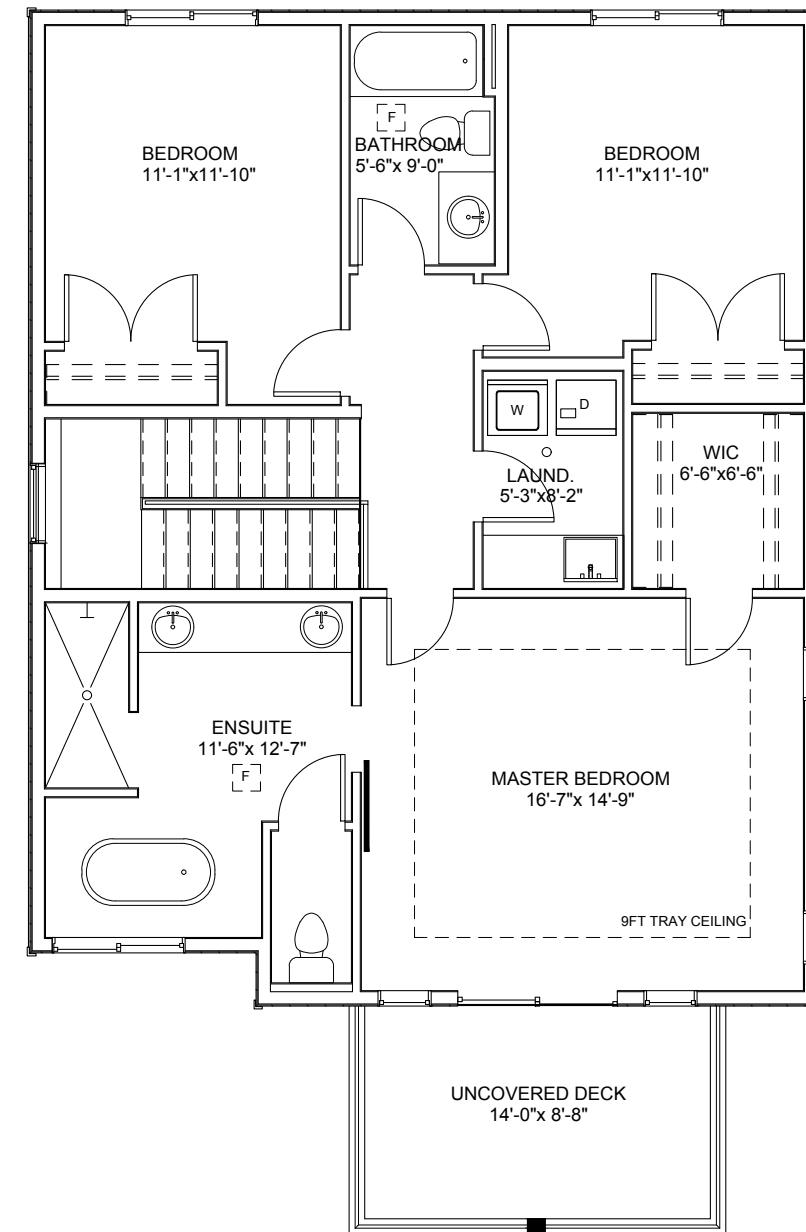 BEDROOM
11'-1"x11'-10"
F
BATHROOM
5'-6"x 9'-0"
BEDROOM
11'-1"x11'-10"
W
D
LAUND.
5'-3"x8'-2"
WIC
6'-6"x6'-6"
ENSUITE
11'-6"x 12'-7"
F
MASTER BEDROOM
16'-7"x 14'-9"
9FT TRAY CEILING
UNCOVERED DECK
14'-0"x 8'-8"